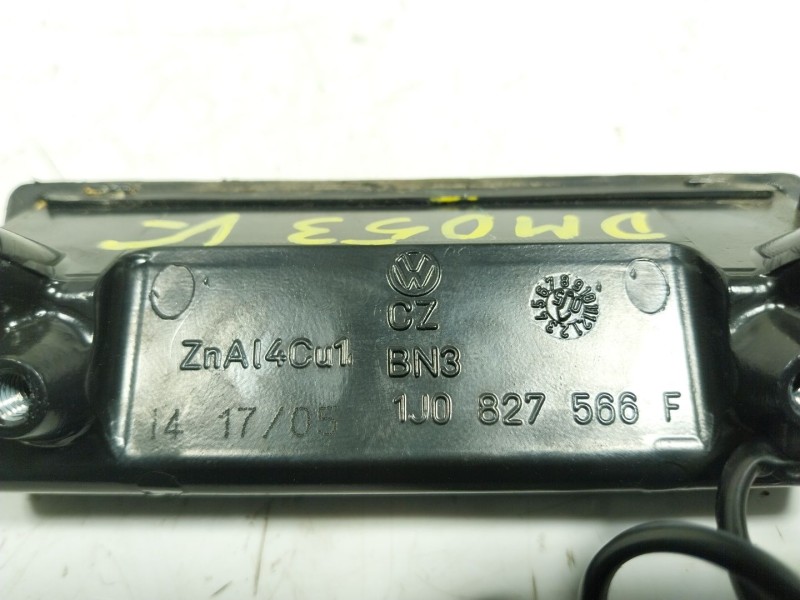 DM053 V
VW
CZ
ZnAl4Cu1
BN3
14 17/05
1J0 827 566 F